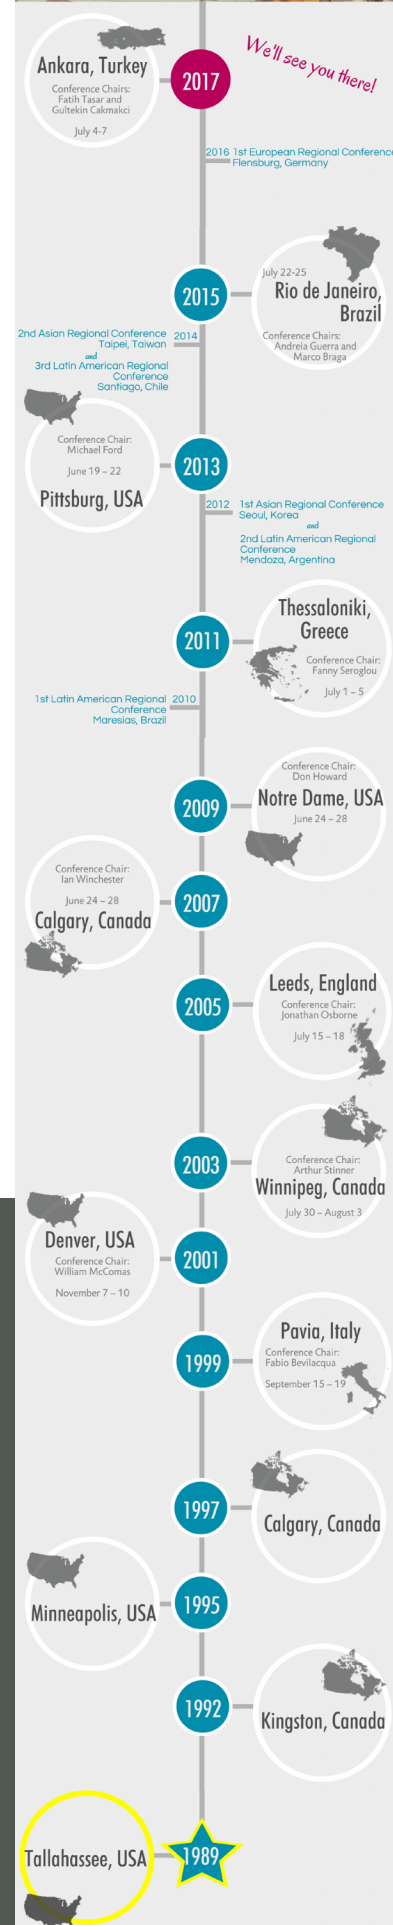 We'll see you there!
Ankara, Turkey
Conference Chairs:
Fatih Tasar and
Gultekin Cakmakci
July 4-7
2017
2016 1st European Regional Conference
Flensburg, Germany
2015
July 22-25
Rio de Janeiro,
Brazil
Conference Chairs:
Andreia Guerra and
Marco Braga
2nd Asian Regional Conference 2014
Taipei, Taiwan
and
3rd Latin American Regional
Conference
Santiago, Chile
Conference Chair:
Michael Ford
June 19 – 22
Pittsburg, USA
2013
2012 1st Asian Regional Conference
Seoul, Korea
and
2nd Latin American Regional
Conference
Mendoza, Argentina
2011
Thessaloniki,
Greece
Conference Chair:
Fanny Seroglou
July 1 – 5
1st Latin American Regional 2010
Conference
Maresias, Brazil
2009
Conference Chair:
Don Howard
Notre Dame, USA
June 24 – 28
Conference Chair:
Ian Winchester
June 24 – 28
Calgary, Canada
2007
2005
Leeds, England
Conference Chair:
Jonathan Osborne
July 15 – 18
2003
Conference Chair:
Arthur Stinner
Winnipeg, Canada
July 30 – August 3
Denver, USA
Conference Chair:
William McComas
November 7 – 10
2001
1999
Pavia, Italy
Conference Chair:
Fabio Bevilacqua
September 15 – 19
1997
Calgary, Canada
1995
Minneapolis, USA
1992
Kingston, Canada
Tallahassee, USA
1989